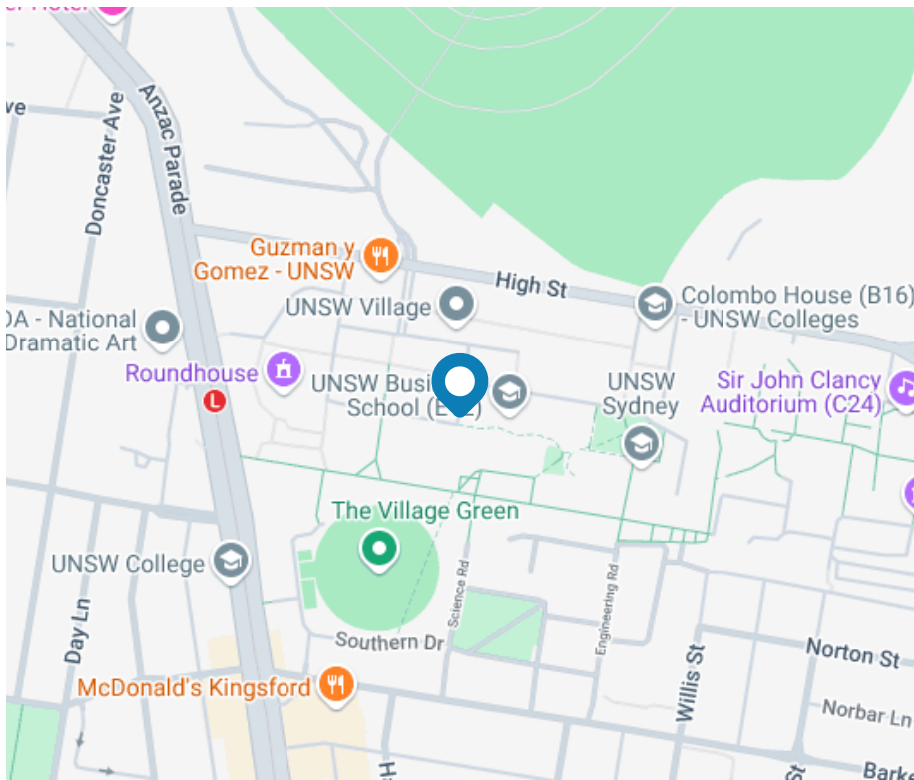 Anzac Parade
Doncaster Ave
Guzman y
Gomez - UNSW
High St
UNSW Village
Colombo House (B16)
- UNSW Colleges
DA - National
Dramatic Art
Roundhouse
L
UNSW Busi
School (E
UNSW
Sydney
Sir John Clancy
Auditorium (C24)
The Village Green
UNSW College
Science Rd
Engineering Rd
Day Ln
Southern Dr
Norton St
Willis St
McDonald's Kingsford
Norbar Ln
St